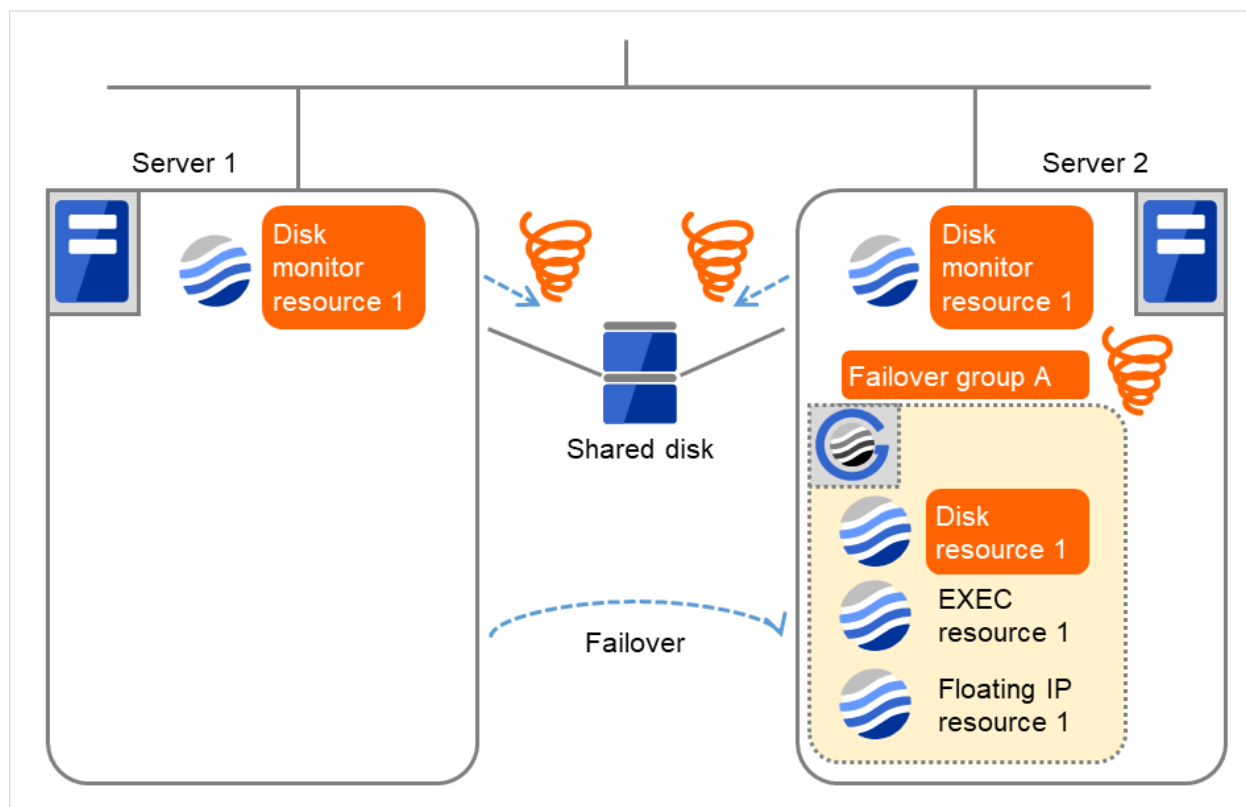 Server 1
Server 2
Disk
monitor
resource 1
Disk
monitor
resource 1
Failover group A
Shared disk
Disk
resource 1
EXEC
resource 1
Failover
Floating IP
resource 1